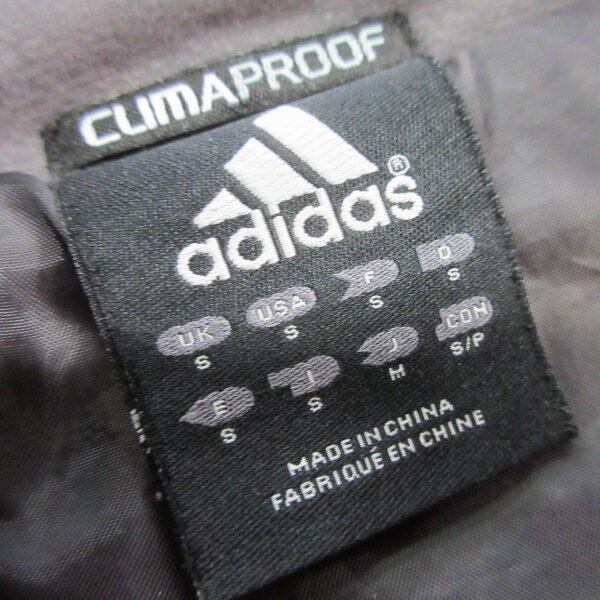 CLIMAPROOF
adidas®
UK USA F D
S S S S
E I J CDN
S S M S/P
MADE IN CHINA
FABRIQUÉ EN CHINE